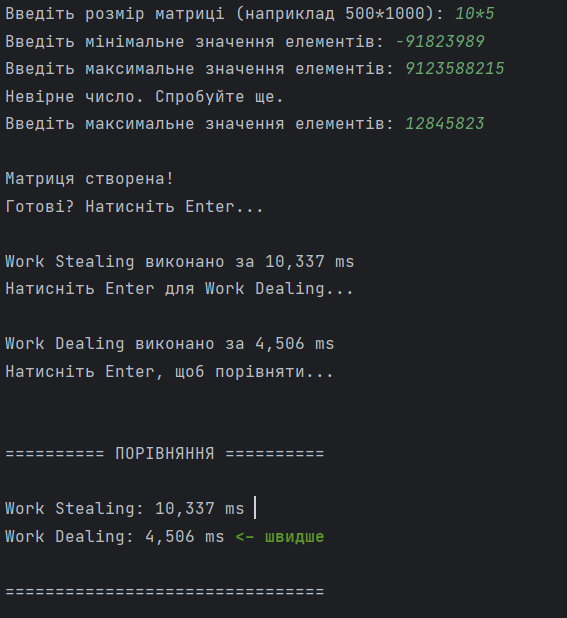 Введіть розмір матриці (наприклад 500*1000): 10*5
Введіть мінімальне значення елементів: -91823989
Введіть максимальне значення елементів: 9123588215
Невірне число. Спробуйте ще.
Введіть максимальне значення елементів: 12845823
Матриця створена!
Готові? Натисніть Enter...
Work Stealing виконано за 10,337 ms
Натисніть Enter для Work Dealing...
Work Dealing виконано за 4,506 ms
Натисніть Enter, щоб порівняти...
========== ПОРІВНЯННЯ ==========
Work Stealing: 10,337 ms
Work Dealing: 4,506 ms <– швидше
================================